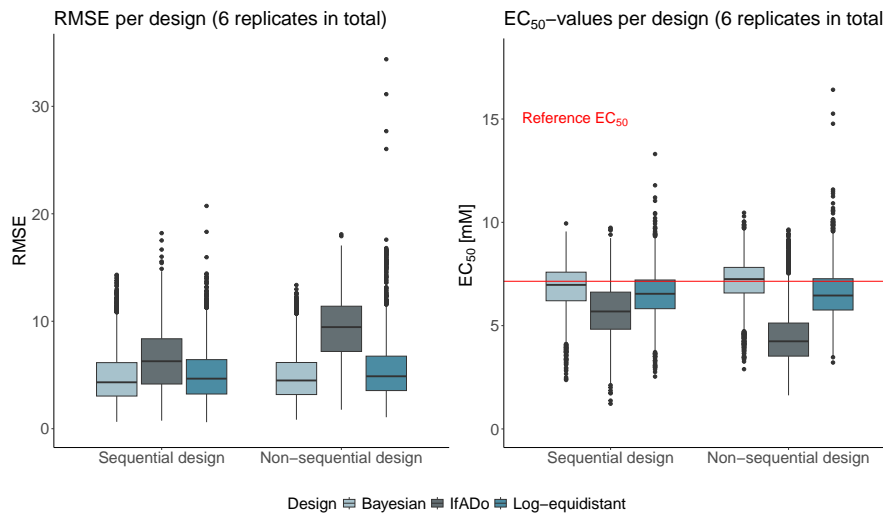 RMSE per design (6 replicates in total)
RMSE
30
20
10
0
Sequential design
Non−sequential design
EC50−values per design (6 replicates in total
EC50 [mM]
15
10
5
0
Reference EC50
Sequential design
Non−sequential design
Design Bayesian IfADo Log−equidistant